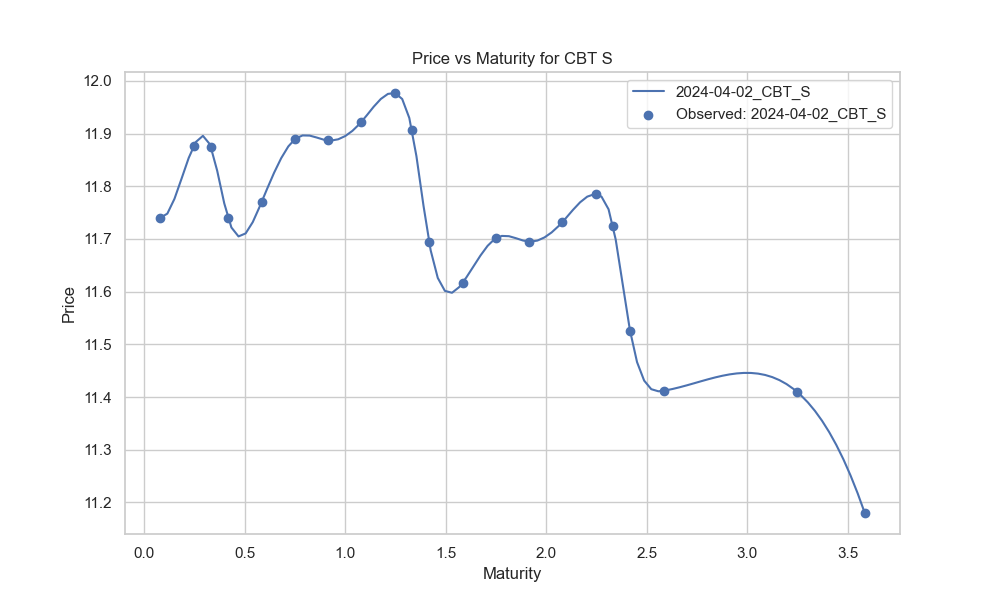 Price vs Maturity for CBT S
2024-04-02_CBT_S
Observed: 2024-04-02_CBT_S
12.0
11.9
11.8
11.7
11.6
11.5
11.4
11.3
11.2
Price
0.0 0.5 1.0 1.5 2.0 2.5 3.0 3.5
Maturity